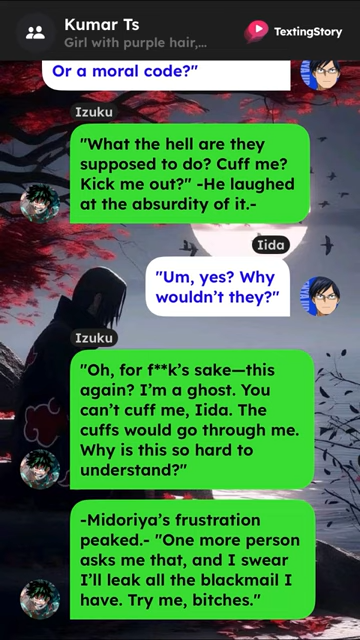 Kumar Ts
Girl with purple hair,...
TextingStory
Or a moral code?"
Izuku
"What the hell are they
supposed to do? Cuff me?
Kick me out?" -He laughed
at the absurdity of it.-
Iida
"Um, yes? Why
wouldn't they?"
Izuku
"Oh, for f**k's sake—this
again? I'm a ghost. You
can't cuff me, Iida. The
cuffs would go through me.
Why is this so hard to
understand?"
-Midoriya's frustration
peaked.- "One more person
asks me that, and I swear
I'll leak all the blackmail I
have. Try me, bitches."